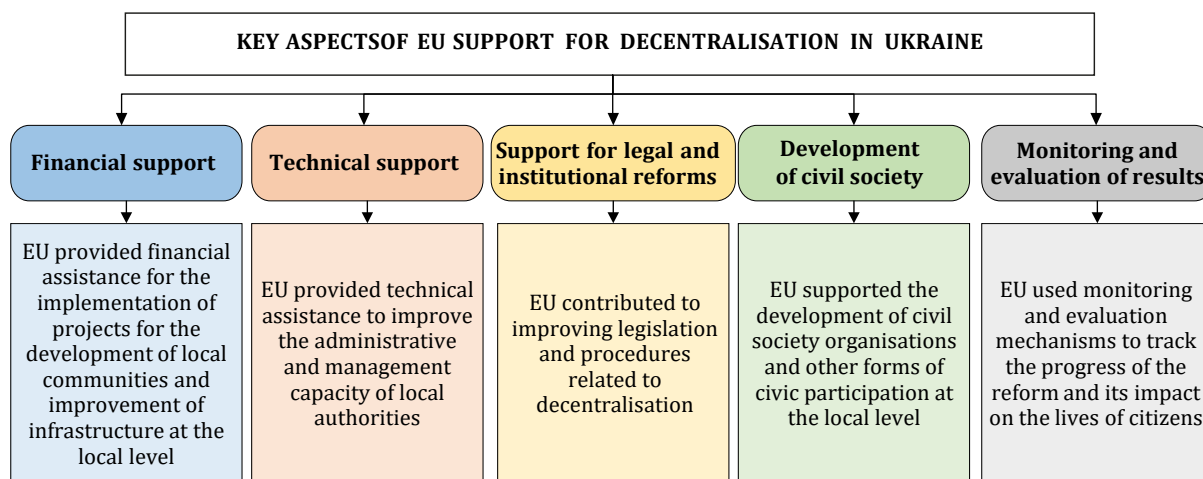 KEY ASPECTSOF EU SUPPORT FOR DECENTRALISATION IN UKRAINE
Financial support
Technical support
Support for legal and
institutional reforms
Development
of civil society
Monitoring and
evaluation of results
EU provided financial
assistance for the
implementation of
projects for the
development of local
communities and
improvement of
infrastructure at the
local level
EU provided technical
assistance to improve
the administrative
and management
capacity of local
authorities
EU contributed to
improving legislation
and procedures
related to
decentralisation
EU supported the
development of civil
society organisations
and other forms of
civic participation at
the local level
EU used monitoring
and evaluation
mechanisms to track
the progress of the
reform and its impact
on the lives of citizens